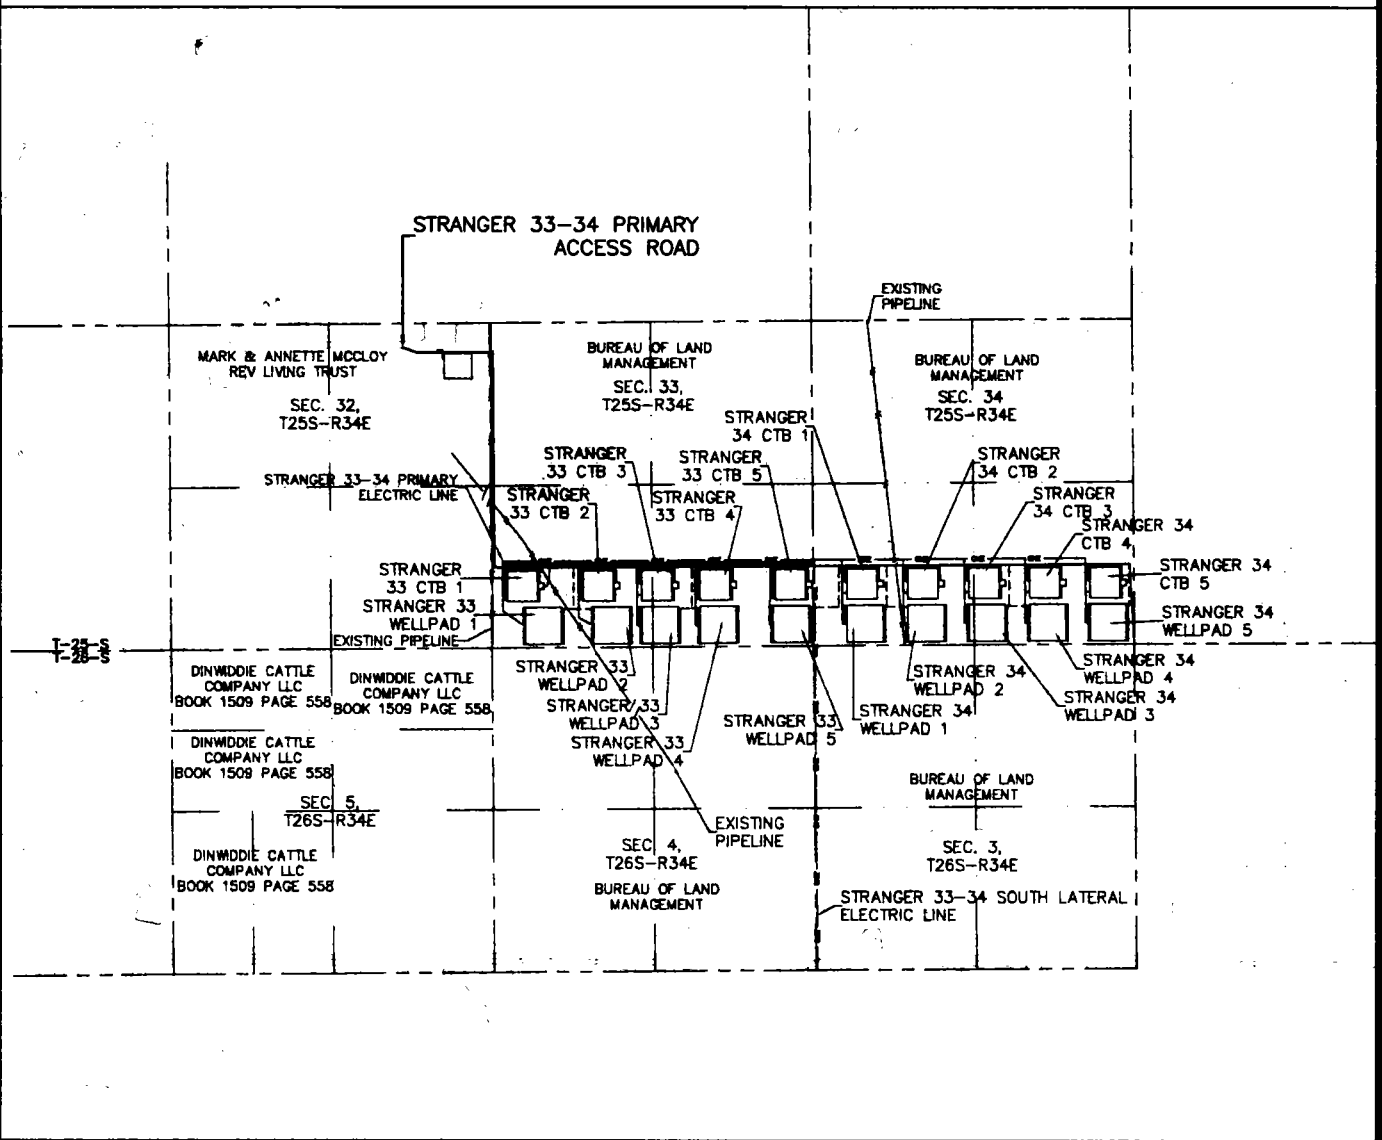 STRANGER 33-34 PRIMARY
ACCESS ROAD
EXISTING
PIPELINE
MARK & ANNETTE MCCLOY
REV LIVING TRUST
SEC. 32,
T25S-R34E
BUREAU OF LAND
MANAGEMENT
SEC. 33,
T25S-R34E
BUREAU OF LAND
MANAGEMENT
SEC. 34
T25S-R34E
STRANGER
34 CTB 1
STRANGER
33 CTB 3
STRANGER
33 CTB 5
STRANGER
34 CTB 2
STRANGER 33-34 PRIMARY
ELECTRIC LINE
STRANGER
33 CTB 2
STRANGER
33 CTB 4
STRANGER
34 CTB 3
STRANGER 34
CTB 4
STRANGER
33 CTB 1
STRANGER 34
CTB 5
STRANGER 33
WELLPAD 1
STRANGER 34
WELLPAD 5
EXISTING PIPELINE
T-25-S
T-26-S
STRANGER 33
WELLPAD 2
STRANGER 34
WELLPAD 2
STRANGER 34
WELLPAD 4
DINWIDDIE CATTLE
COMPANY LLC
BOOK 1509 PAGE 558
DINWIDDIE CATTLE
COMPANY LLC
BOOK 1509 PAGE 558
STRANGER 33
WELLPAD 3
STRANGER 33
WELLPAD 5
STRANGER 34
WELLPAD 1
STRANGER 34
WELLPAD 3
DINWIDDIE CATTLE
COMPANY LLC
BOOK 1509 PAGE 558
STRANGER 33
WELLPAD 4
SEC 5,
T26S-R34E
BUREAU OF LAND
MANAGEMENT
EXISTING
PIPELINE
DINWIDDIE CATTLE
COMPANY LLC
BOOK 1509 PAGE 558
SEC 4,
T26S-R34E
BUREAU OF LAND
MANAGEMENT
SEC. 3,
T26S-R34E
STRANGER 33-34 SOUTH LATERAL
ELECTRIC LINE